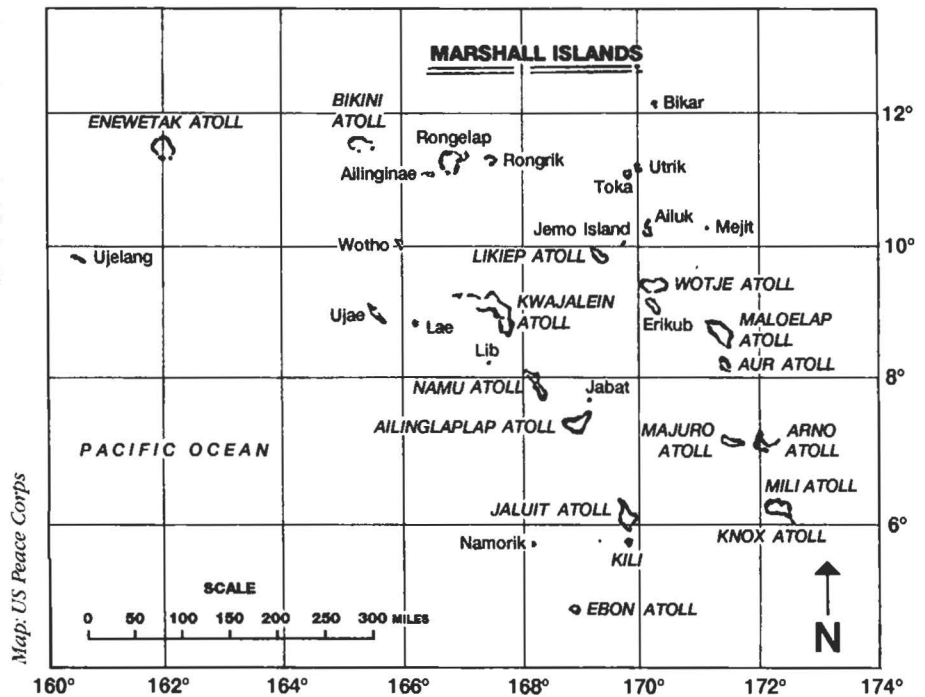 MARSHALL ISLANDS
Bikar
12°
BIKINI
ATOLL
ENEWETAK ATOLL
Rongelap
Rongrik
Ailinginae
Utrik
Toka
Ailuk
Jemo Island
Mejit
Wotho
10°
Ujelang
LIKIEP ATOLL
WOTJE ATOLL
KWAJALEIN
ATOLL
Ujae
Lae
Erikub
MALOELAP
ATOLL
Lib
AUR ATOLL
8°
NAMU ATOLL
Jabat
AILINGLAPLAP ATOLL
MAJURO
ATOLL
ARNO
ATOLL
PACIFIC OCEAN
MILI ATOLL
JALUIT ATOLL
6°
KNOX ATOLL
Namorik
KILI
SCALE
0 50 80 100 150 200 250 300 MILES
EBON ATOLL
N
160° 162° 164° 166° 168° 170° 172° 174°
Map: US Peace Corps